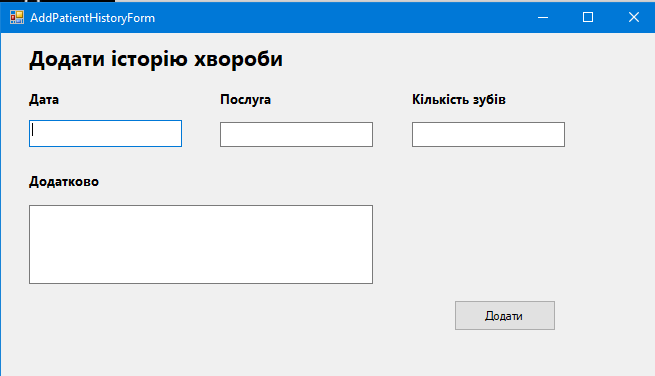 AddPatientHistoryForm
Додати історію хвороби
Дата Послуга Кількість зубів
Додатково
Додати